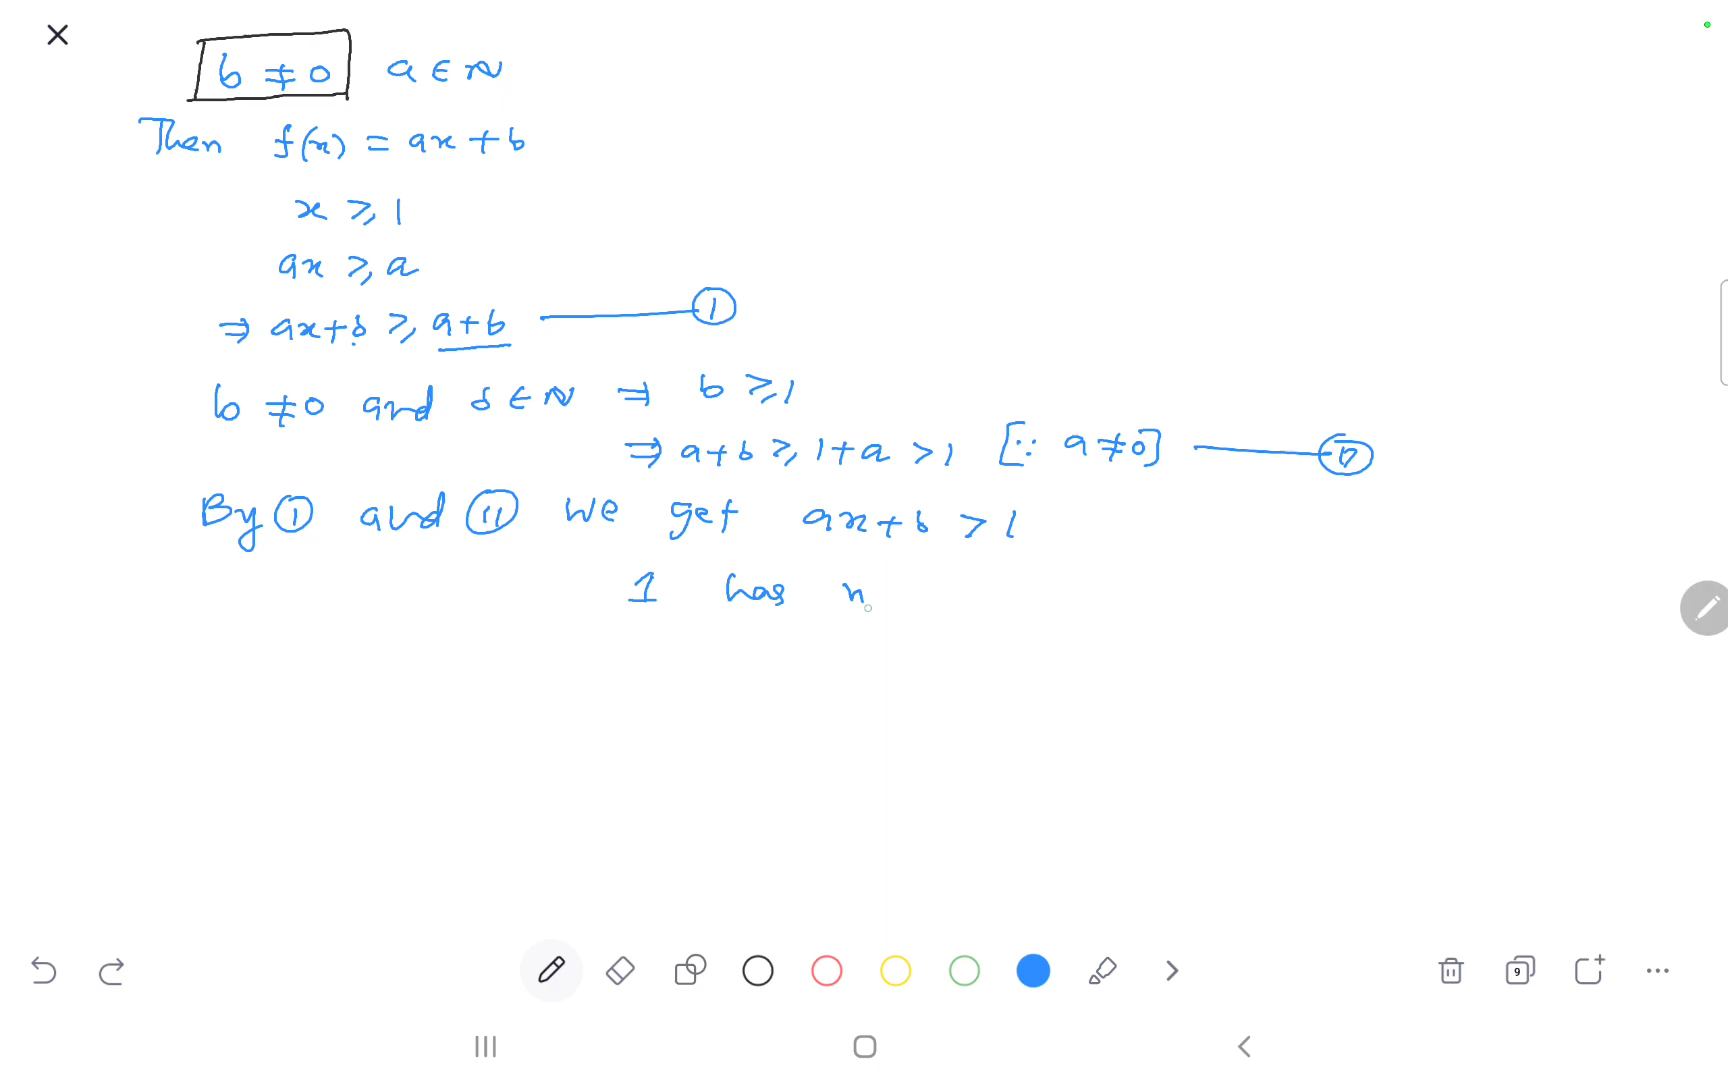 b ≠ 0 a ∈ N
Then f(x) = ax + b
x ⩾ 1
ax ⩾ a
⇒ ax + b ⩾ a + b —— ①
b ≠ 0 and b ∈ N ⇒ b ⩾ 1
⇒ a + b ⩾ 1 + a > 1 [∵ a ≠ 0] —— ⑪
By ① and ⑪ we get ax + b > 1
1 has n
9